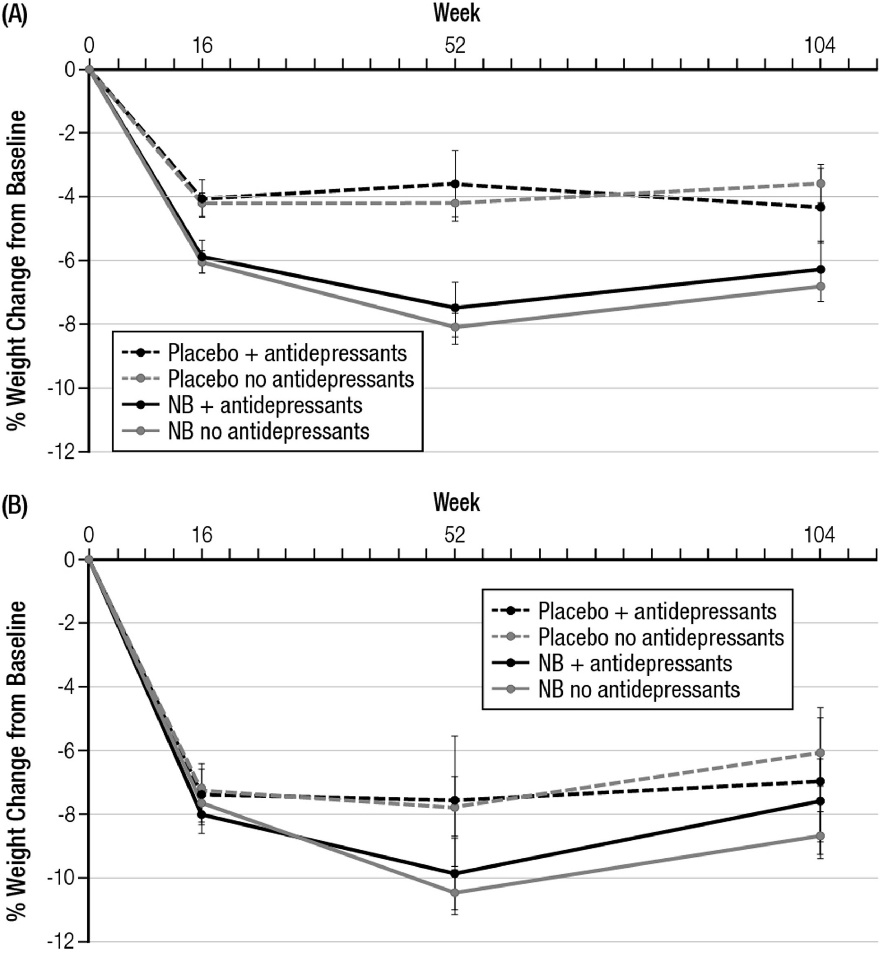 (A)
Week
0 16 52 104
0
-2
-4
-6
-8
-10
-12
% Weight Change from Baseline
Placebo + antidepressants
Placebo no antidepressants
NB + antidepressants
NB no antidepressants
(B)
Week
0 16 52 104
0
-2
-4
-6
-8
-10
-12
% Weight Change from Baseline
Placebo + antidepressants
Placebo no antidepressants
NB + antidepressants
NB no antidepressants